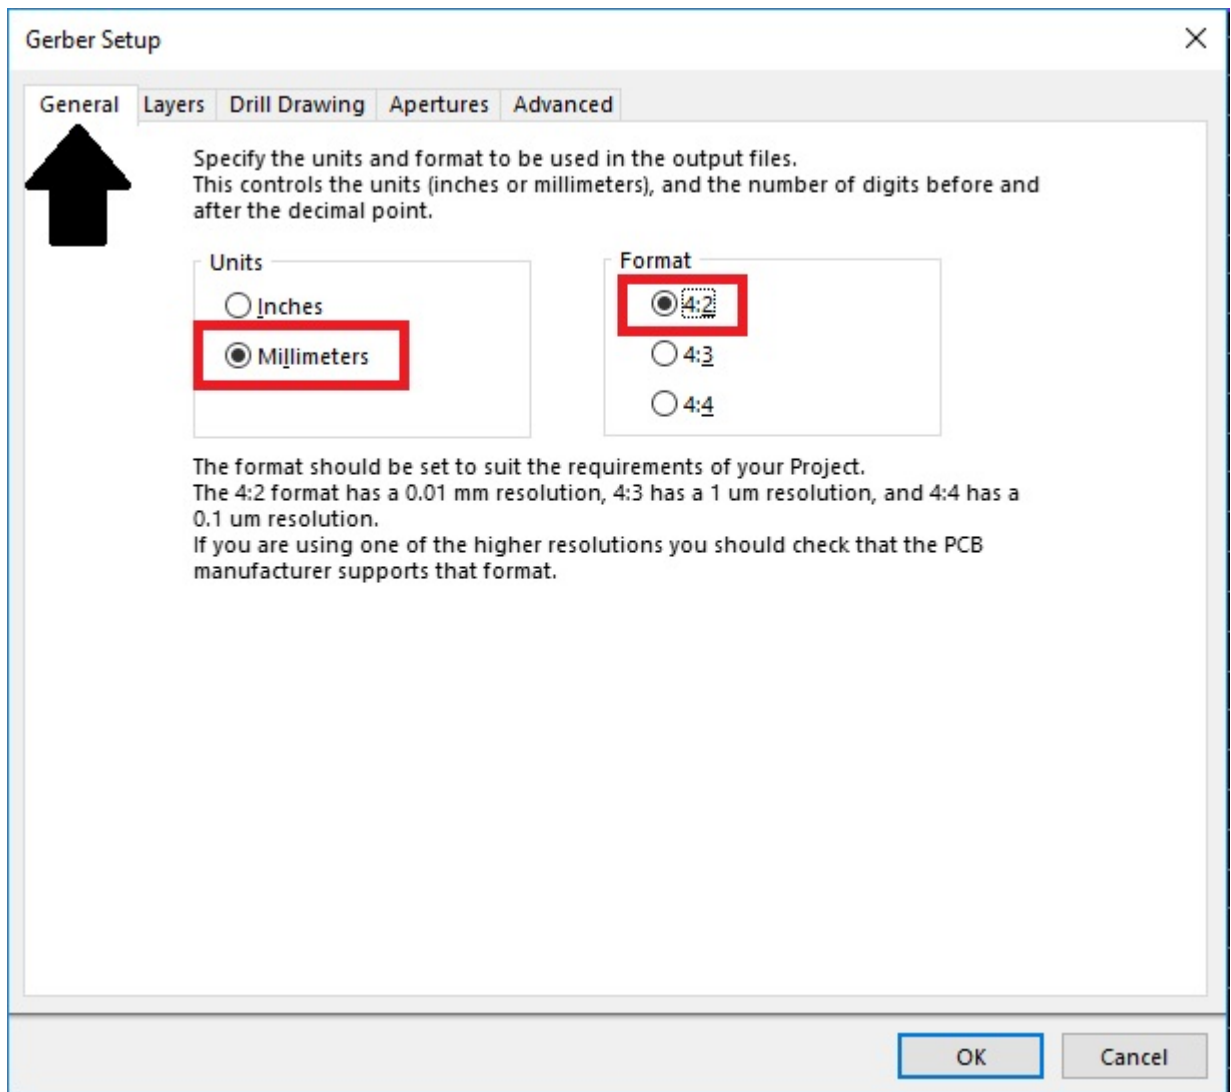 Gerber Setup
General Layers Drill Drawing Apertures Advanced
Specify the units and format to be used in the output files.
This controls the units (inches or millimeters), and the number of digits before and
after the decimal point.
Units
Inches
Millimeters
Format
4:2
4:3
4:4
The format should be set to suit the requirements of your Project.
The 4:2 format has a 0.01 mm resolution, 4:3 has a 1 um resolution, and 4:4 has a
0.1 um resolution.
If you are using one of the higher resolutions you should check that the PCB
manufacturer supports that format.
OK Cancel